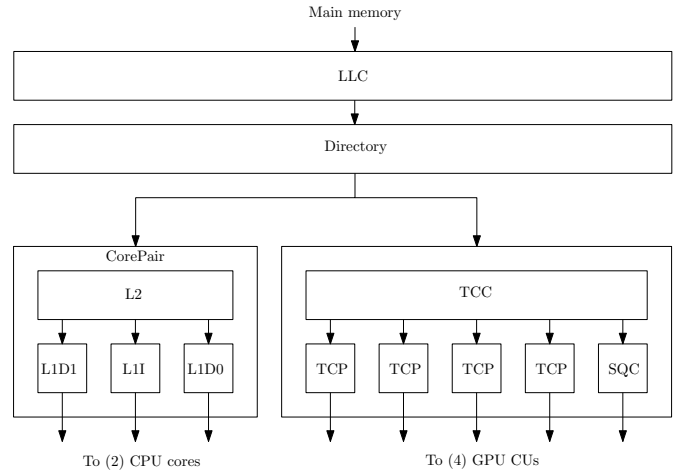 Main memory
LLC
Directory
CorePair
L2
TCC
L1D1 L1I L1D0 TCP TCP TCP TCP SQC
To (2) CPU cores
To (4) GPU CUs